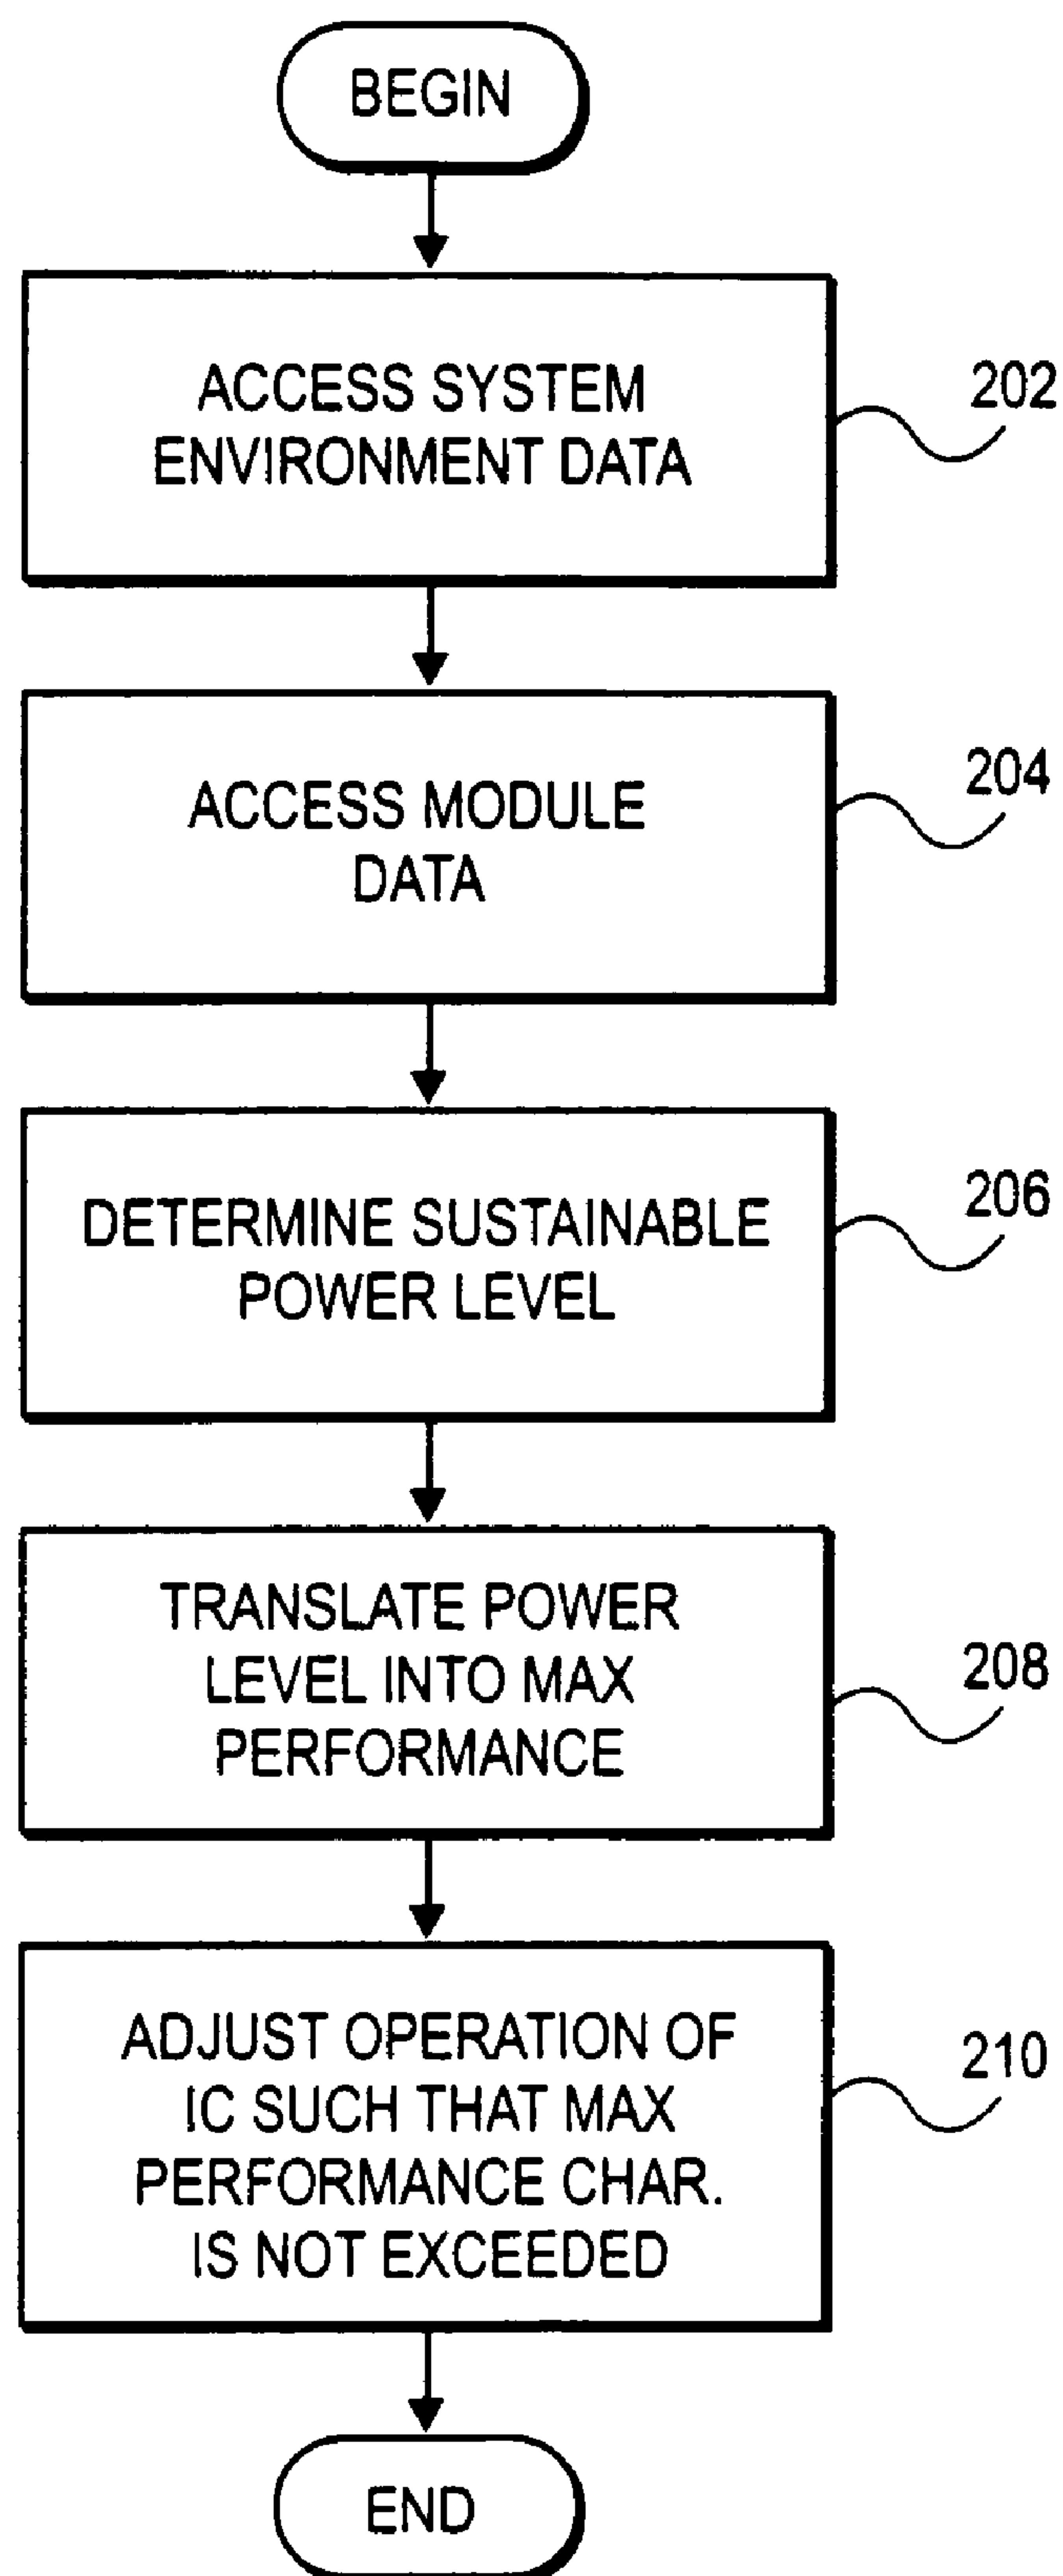 BEGIN
ACCESS SYSTEM
ENVIRONMENT DATA
202
ACCESS MODULE
DATA
204
DETERMINE SUSTAINABLE
POWER LEVEL
206
TRANSLATE POWER
LEVEL INTO MAX
PERFORMANCE
208
ADJUST OPERATION OF
IC SUCH THAT MAX
PERFORMANCE CHAR.
IS NOT EXCEEDED
210
END